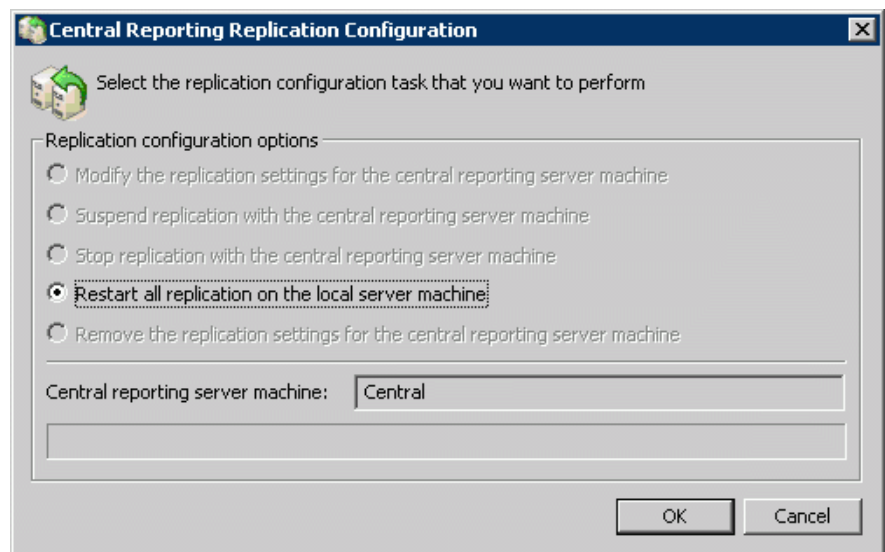 Central Reporting Replication Configuration
Select the replication configuration task that you want to perform
Replication configuration options
Modify the replication settings for the central reporting server machine
Suspend replication with the central reporting server machine
Stop replication with the central reporting server machine
Restart all replication on the local server machine
Remove the replication settings for the central reporting server machine
Central reporting server machine: Central
OK Cancel